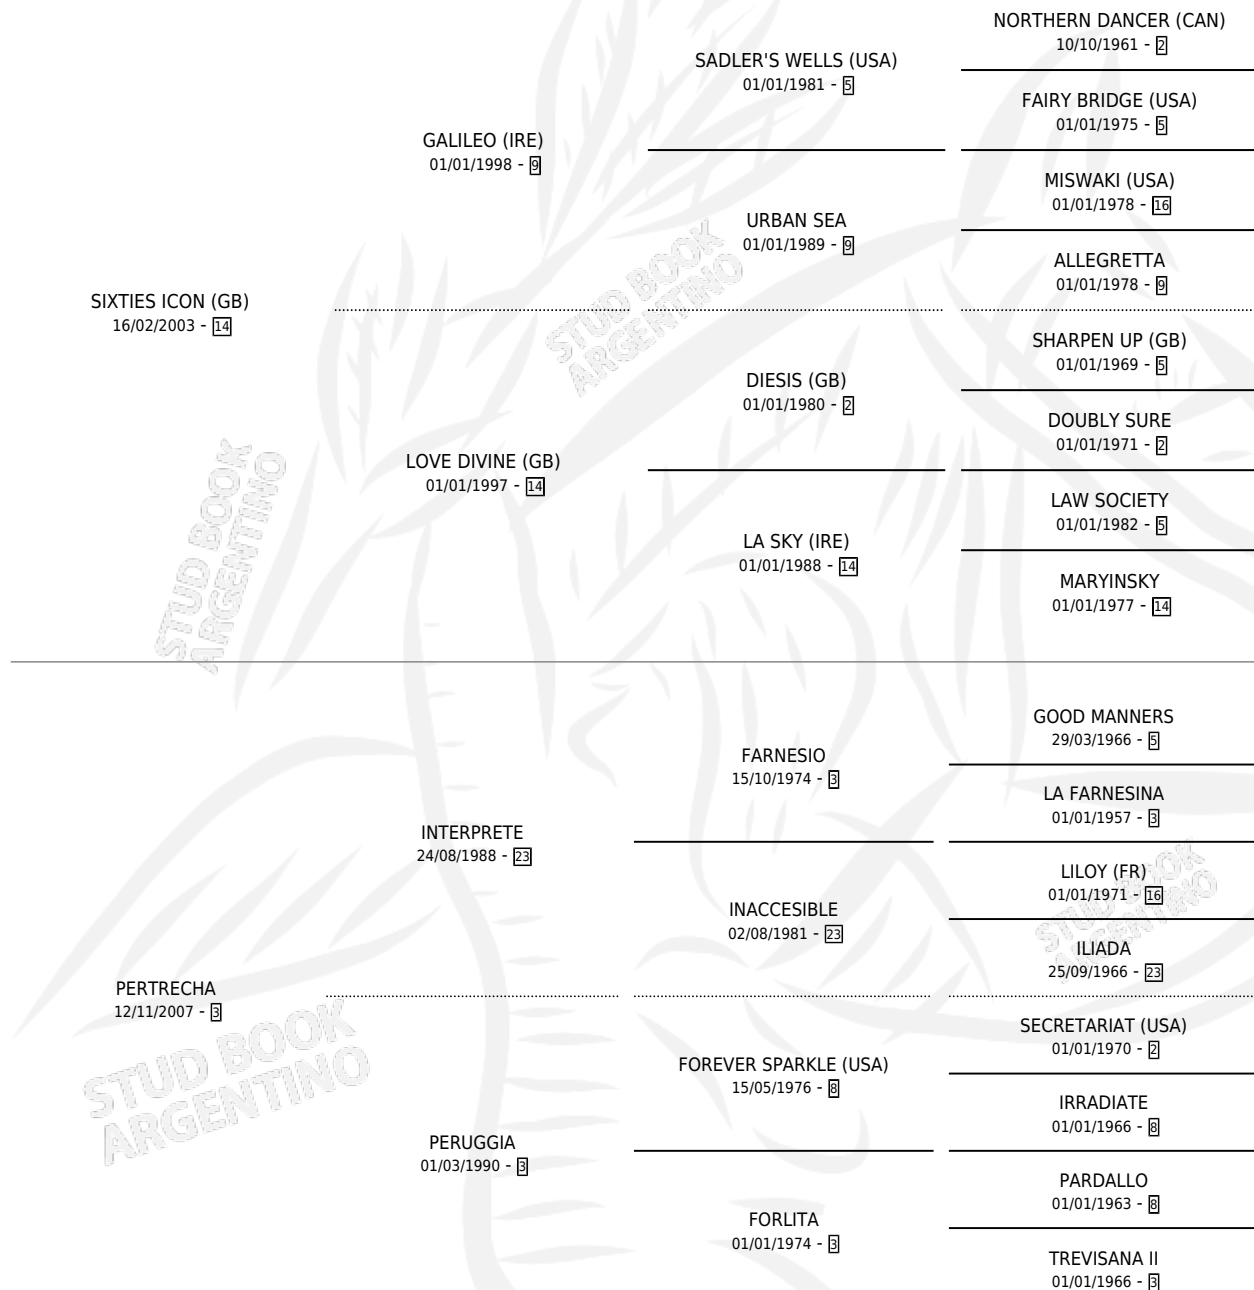 NORTHERN DANCER (CAN)
10/10/1961 - 2
SADLER'S WELLS (USA)
01/01/1981 - 5
FAIRY BRIDGE (USA)
01/01/1975 - 5
GALILEO (IRE)
01/01/1998 - 9
MISWAKI (USA)
01/01/1978 - 16
URBAN SEA
01/01/1989 - 9
ALLEGRETTA
01/01/1978 - 9
SIXTIES ICON (GB)
16/02/2003 - 14
STUD BOOK
ARGENTINO
SHARPEN UP (GB)
01/01/1969 - 5
DIESIS (GB)
01/01/1980 - 2
DOUBLY SURE
01/01/1971 - 2
LOVE DIVINE (GB)
01/01/1997 - 14
LAW SOCIETY
01/01/1982 - 5
LA SKY (IRE)
01/01/1988 - 14
MARYINSKY
01/01/1977 - 14
STUD BOOK
ARGENTINO
GOOD MANNERS
29/03/1966 - 5
FARNESIO
15/10/1974 - 3
LA FARNESINA
01/01/1957 - 3
INTERPRETE
24/08/1988 - 23
LILOY (FR)
01/01/1971 - 16
INACCESIBLE
02/08/1981 - 23
STUD BOOK
ARGENTINO
ILIADA
25/09/1966 - 23
PERTRECHA
12/11/2007 - 3
SECRETARIAT (USA)
01/01/1970 - 2
FOREVER SPARKLE (USA)
15/05/1976 - 8
STUD BOOK
ARGENTINO
IRRADIATE
01/01/1966 - 8
PERUGGIA
01/03/1990 - 3
PARDALLO
01/01/1963 - 8
FORLITA
01/01/1974 - 3
TREVISANA II
01/01/1966 - 3